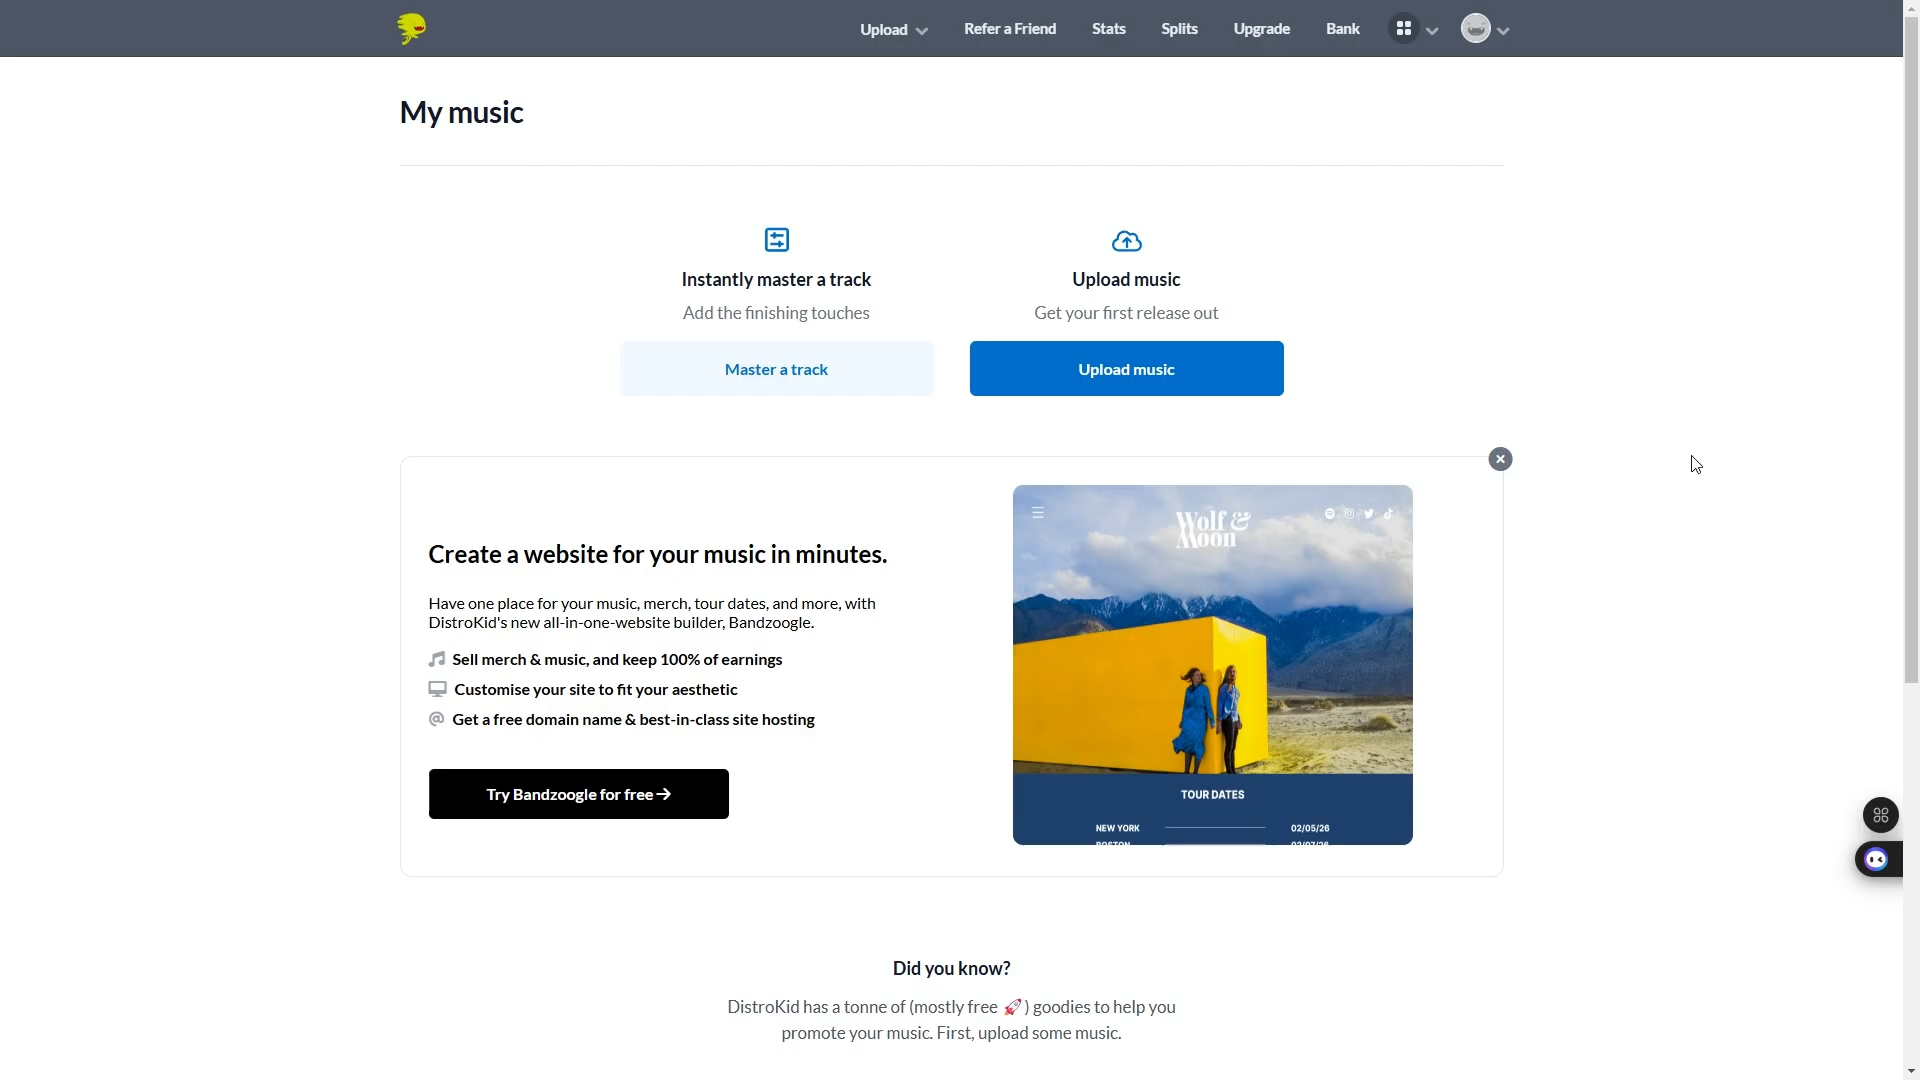 Upload
Refer a Friend
Stats
Splits
Upgrade
Bank
My music
Instantly master a track
Add the finishing touches
Master a track
Upload music
Get your first release out
Upload music
Create a website for your music in minutes.
Have one place for your music, merch, tour dates, and more, with
DistroKid's new all-in-one-website builder, Bandzoogle.
Sell merch & music, and keep 100% of earnings
Customise your site to fit your aesthetic
Get a free domain name & best-in-class site hosting
Try Bandzoogle for free
Wolf &
Moon
TOUR DATES
NEW YORK 02/05/26
BOSTON 02/07/26
Did you know?
DistroKid has a tonne of (mostly free 🚀) goodies to help you
promote your music. First, upload some music.